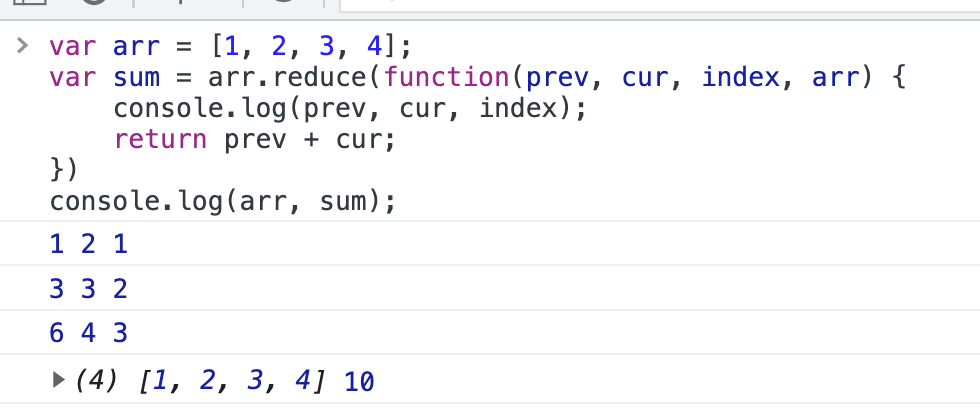 > var arr = [1, 2, 3, 4];
var sum = arr.reduce(function(prev, cur, index, arr) {
    console.log(prev, cur, index);
    return prev + cur;
})
console.log(arr, sum);
1 2 1
3 3 2
6 4 3
▶ (4) [1, 2, 3, 4] 10